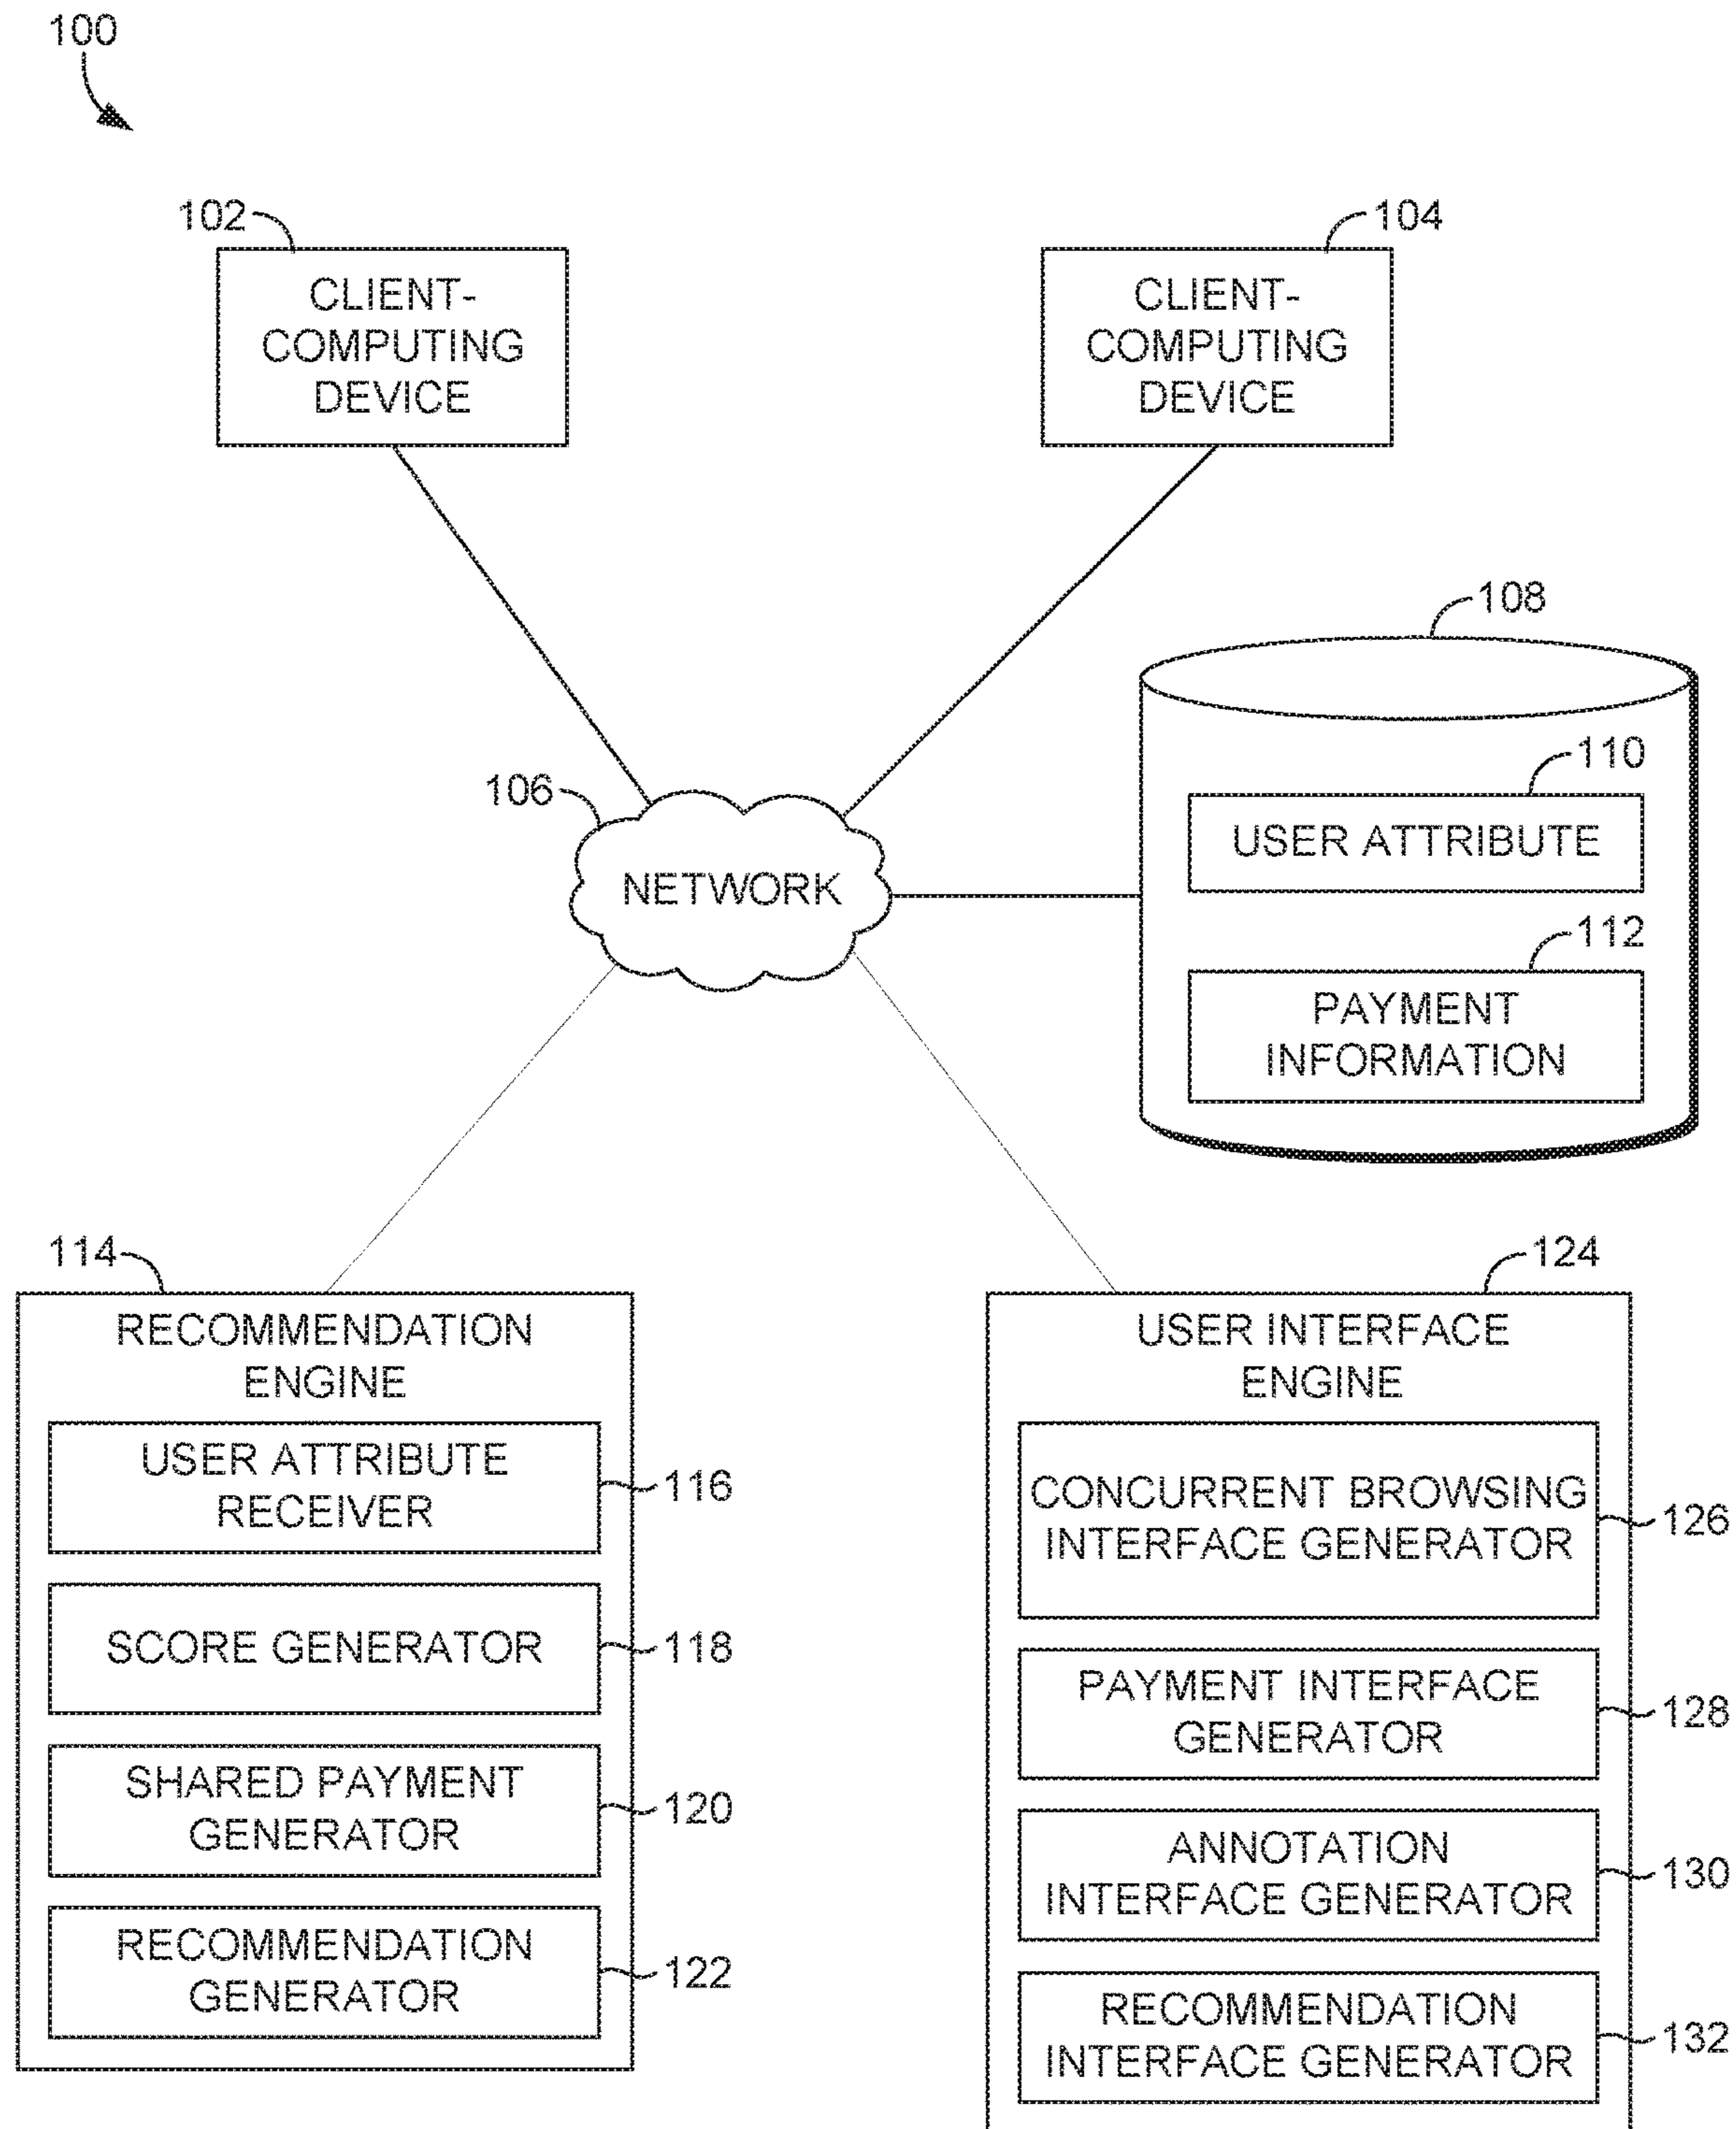 100
102
104
CLIENT-
COMPUTING
DEVICE
CLIENT-
COMPUTING
DEVICE
108
106
NETWORK
110
USER ATTRIBUTE
112
PAYMENT
INFORMATION
114
RECOMMENDATION
ENGINE
USER ATTRIBUTE
RECEIVER
116
SCORE GENERATOR
118
SHARED PAYMENT
GENERATOR
120
RECOMMENDATION
GENERATOR
122
124
USER INTERFACE
ENGINE
CONCURRENT BROWSING
INTERFACE GENERATOR
126
PAYMENT INTERFACE
GENERATOR
128
ANNOTATION
INTERFACE GENERATOR
130
RECOMMENDATION
INTERFACE GENERATOR
132